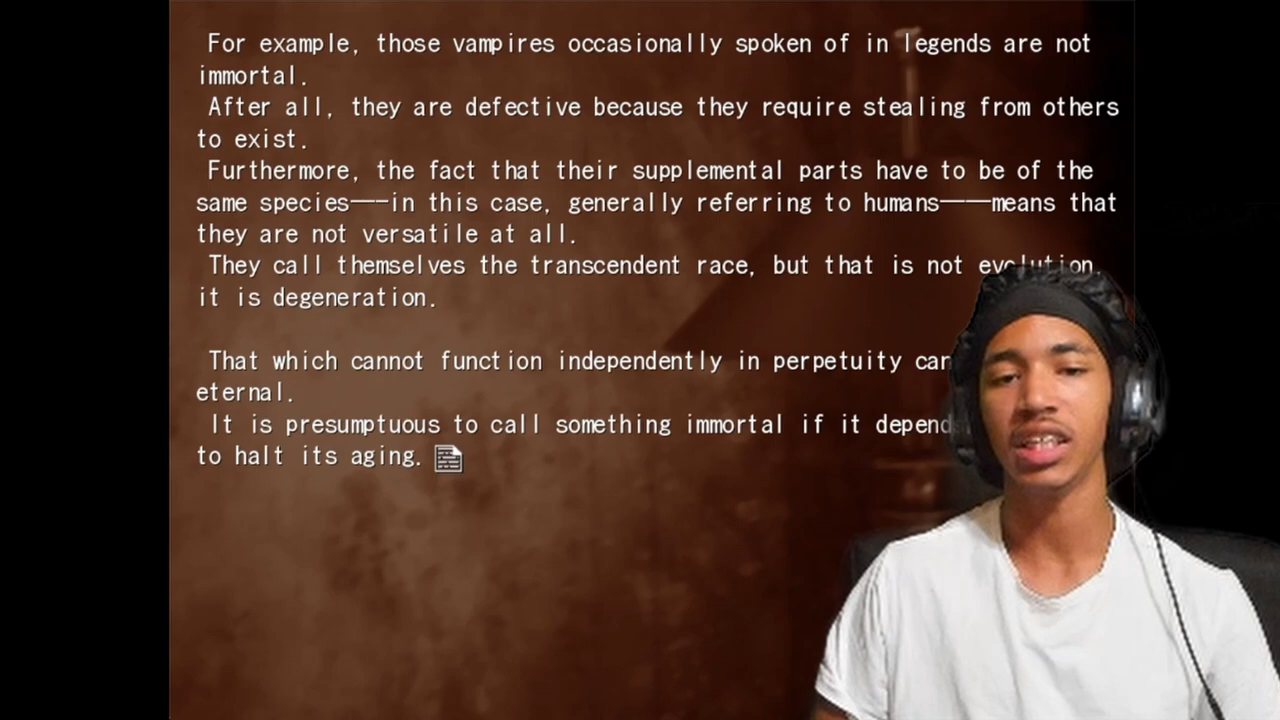 For example, those vampires occasionally spoken of in legends are not
immortal.
After all, they are defective because they require stealing from others
to exist.
Furthermore, the fact that their supplemental parts have to be of the
same species───in this case, generally referring to humans───means that
they are not versatile at all.
They call themselves the transcendent race, but that is not evolution,
it is degeneration.
That which cannot function independently in perpetuity
eternal.
It is presumptuous to call something immortal if it
to halt its aging.